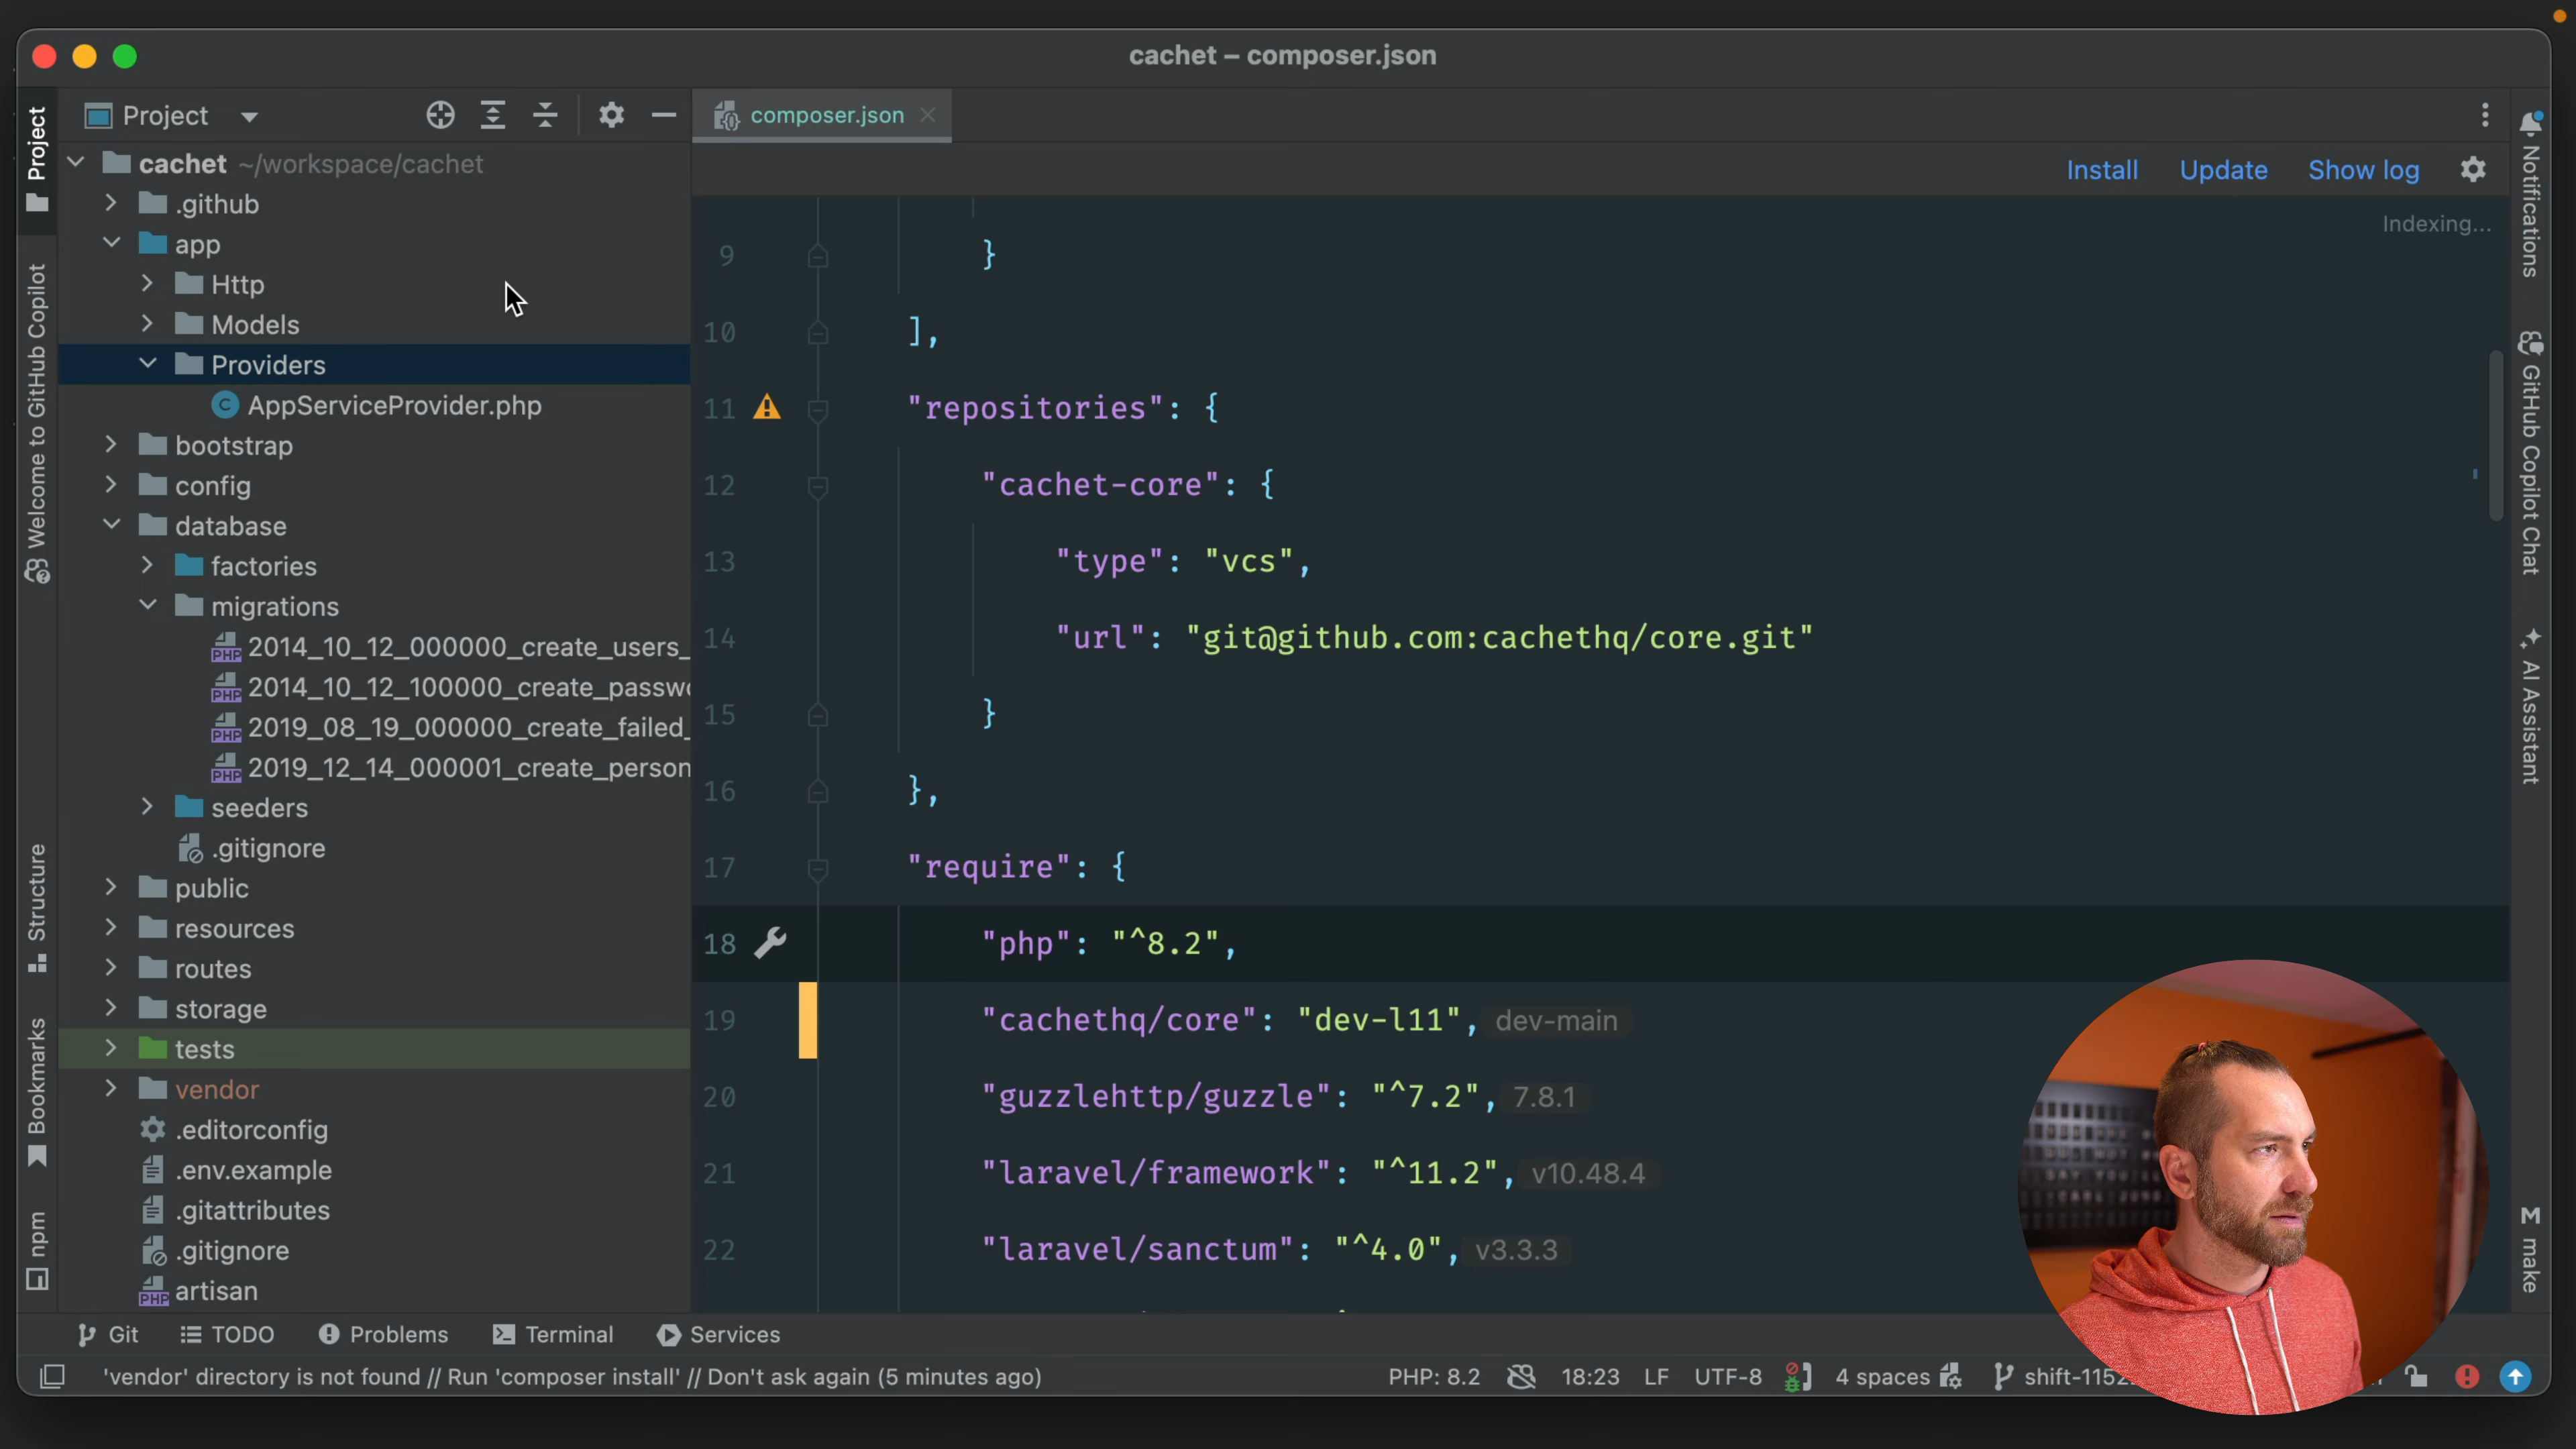 cachet – composer.json
Project
composer.json
Install Update Show log
Indexing...
Project
Welcome to GitHub Copilot
Structure
Bookmarks
npm
cachet ~/workspace/cachet
.github
app
Http
Models
Providers
AppServiceProvider.php
bootstrap
config
database
factories
migrations
2014_10_12_000000_create_users_
2014_10_12_100000_create_passwo
2019_08_19_000000_create_failed_
2019_12_14_000001_create_person
seeders
.gitignore
public
resources
routes
storage
tests
vendor
.editorconfig
.env.example
.gitattributes
.gitignore
artisan
9 }
10 ],
11 "repositories": {
12 "cachet-core": {
13 "type": "vcs",
14 "url": "git@github.com:cachethq/core.git"
15 }
16 },
17 "require": {
18 "php": "^8.2",
19 "cachethq/core": "dev-l11", dev-main
20 "guzzlehttp/guzzle": "^7.2", 7.8.1
21 "laravel/framework": "^11.2", v10.48.4
22 "laravel/sanctum": "^4.0", v3.3.3
Notifications
GitHub Copilot Chat
AI Assistant
M make
Git TODO Problems Terminal Services
'vendor' directory is not found // Run 'composer install' // Don't ask again (5 minutes ago) PHP: 8.2 18:23 LF UTF-8 4 spaces shift-1152